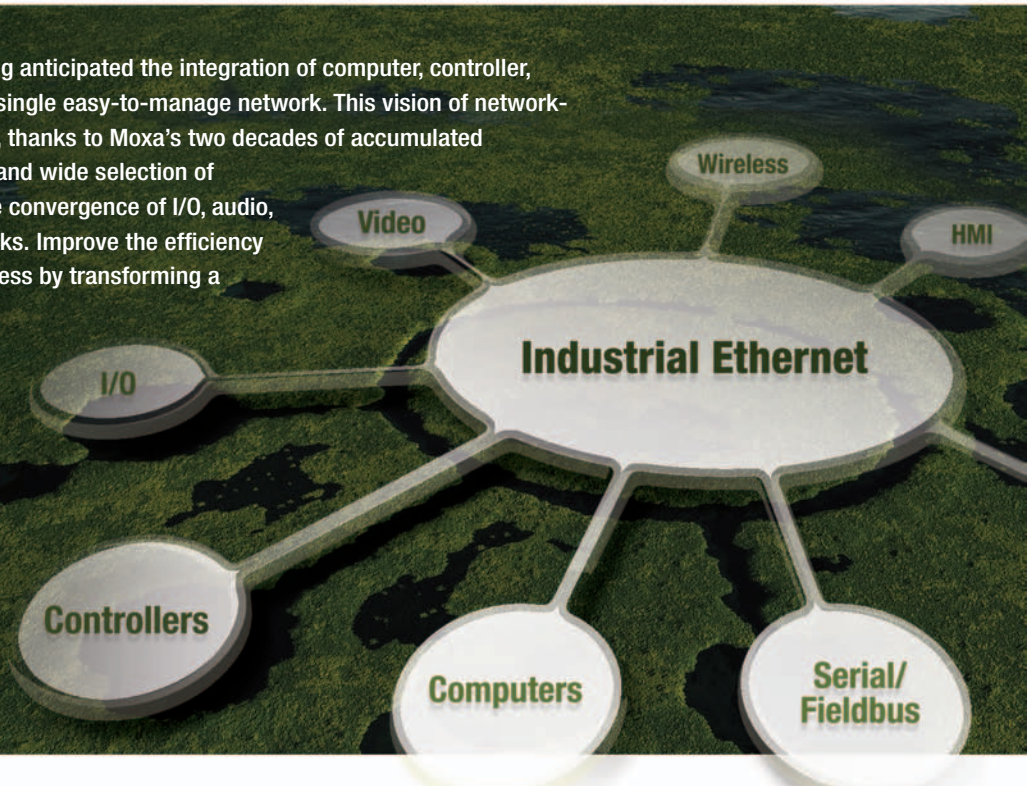 g anticipated the integration of computer, controller,
single easy-to-manage network. This vision of network-
, thanks to Moxa's two decades of accumulated
and wide selection of
e convergence of I/O, audio,
ks. Improve the efficiency
ess by transforming a
Wireless
Video
HMI
Industrial Ethernet
I/O
Controllers
Computers
Serial/
Fieldbus